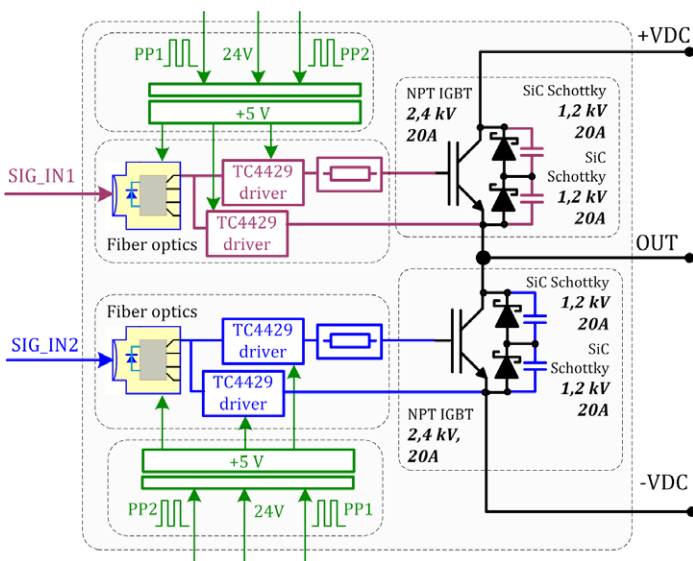 PP1
24V
PP2
+VDC
+5 V
NPT IGBT
2,4 kV
20A
SiC Schottky
1,2 kV
20A
SiC
Schottky
1,2 kV
20A
SIG_IN1
TC4429
driver
TC4429
driver
Fiber optics
OUT
Fiber optics
SiC Schottky
1,2 kV
20A
SiC
Schottky
1,2 kV
20A
SIG_IN2
TC4429
driver
TC4429
driver
NPT IGBT
2,4 kV,
20A
+5 V
-VDC
PP2
24V
PP1